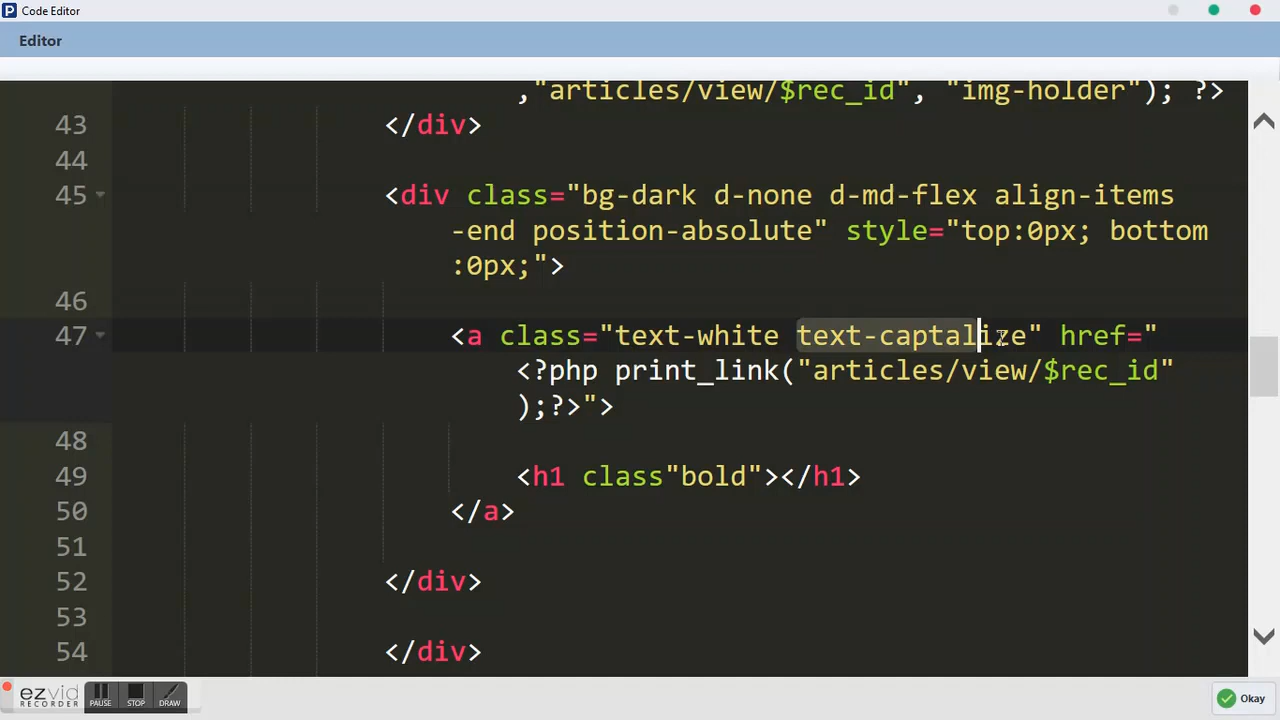 Code Editor
Editor
,"articles/view/$rec_id", "img-holder"); ?>
43 </div>
44
45 <div class="bg-dark d-none d-md-flex align-items
-end position-absolute" style="top:0px; bottom
:0px;">
46
47 <a class="text-white text-captalize" href="
<?php print_link("articles/view/$rec_id"
);?>">
48
49 <h1 class"bold"></h1>
50 </a>
51
52 </div>
53
54 </div>
ezvid
RECORDER
PAUSE
STOP
DRAW
Okay